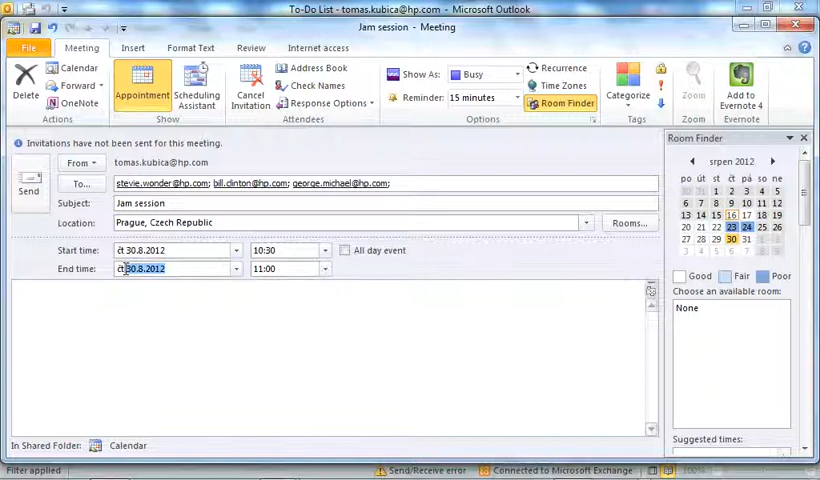 To-Do List - tomas.kubica@hp.com - Microsoft Outlook
Jam session - Meeting
File Meeting Insert Format Text Review Internet access
Delete
Calendar
Forward
OneNote
Actions
Appointment
Scheduling
Assistant
Show
Cancel
Invitation
Address Book
Check Names
Response Options
Attendees
Show As: Busy
Reminder: 15 minutes
Recurrence
Time Zones
Room Finder
Options
Categorize
Tags
Zoom
Zoom
Add to
Evernote 4
Evernote
Invitations have not been sent for this meeting.
Send
From tomas.kubica@hp.com
To... stevie.wonder@hp.com; bill.clinton@hp.com; george.michael@hp.com;
Subject: Jam session
Location: Prague, Czech Republic Rooms...
Start time: čt 30.8.2012 10:30 All day event
End time: čt 30.8.2012 11:00
In Shared Folder: Calendar
Room Finder
srpen 2012
po út st čt pá so ne
30 31 1 2 3 4 5
6 7 8 9 10 11 12
13 14 15 16 17 18 19
20 21 22 23 24 25 26
27 28 29 30 31 1 2
Good Fair Poor
Choose an available room:
None
Suggested times:
Filter applied Send/Receive error Connected to Microsoft Exchange 100%